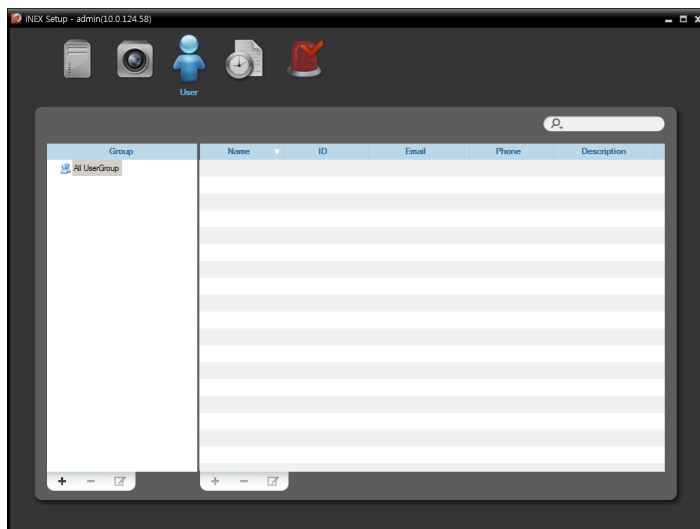 iNEX Setup - admin(10.0.124.58)
User
Group
Name ID Email Phone Description
All UserGroup